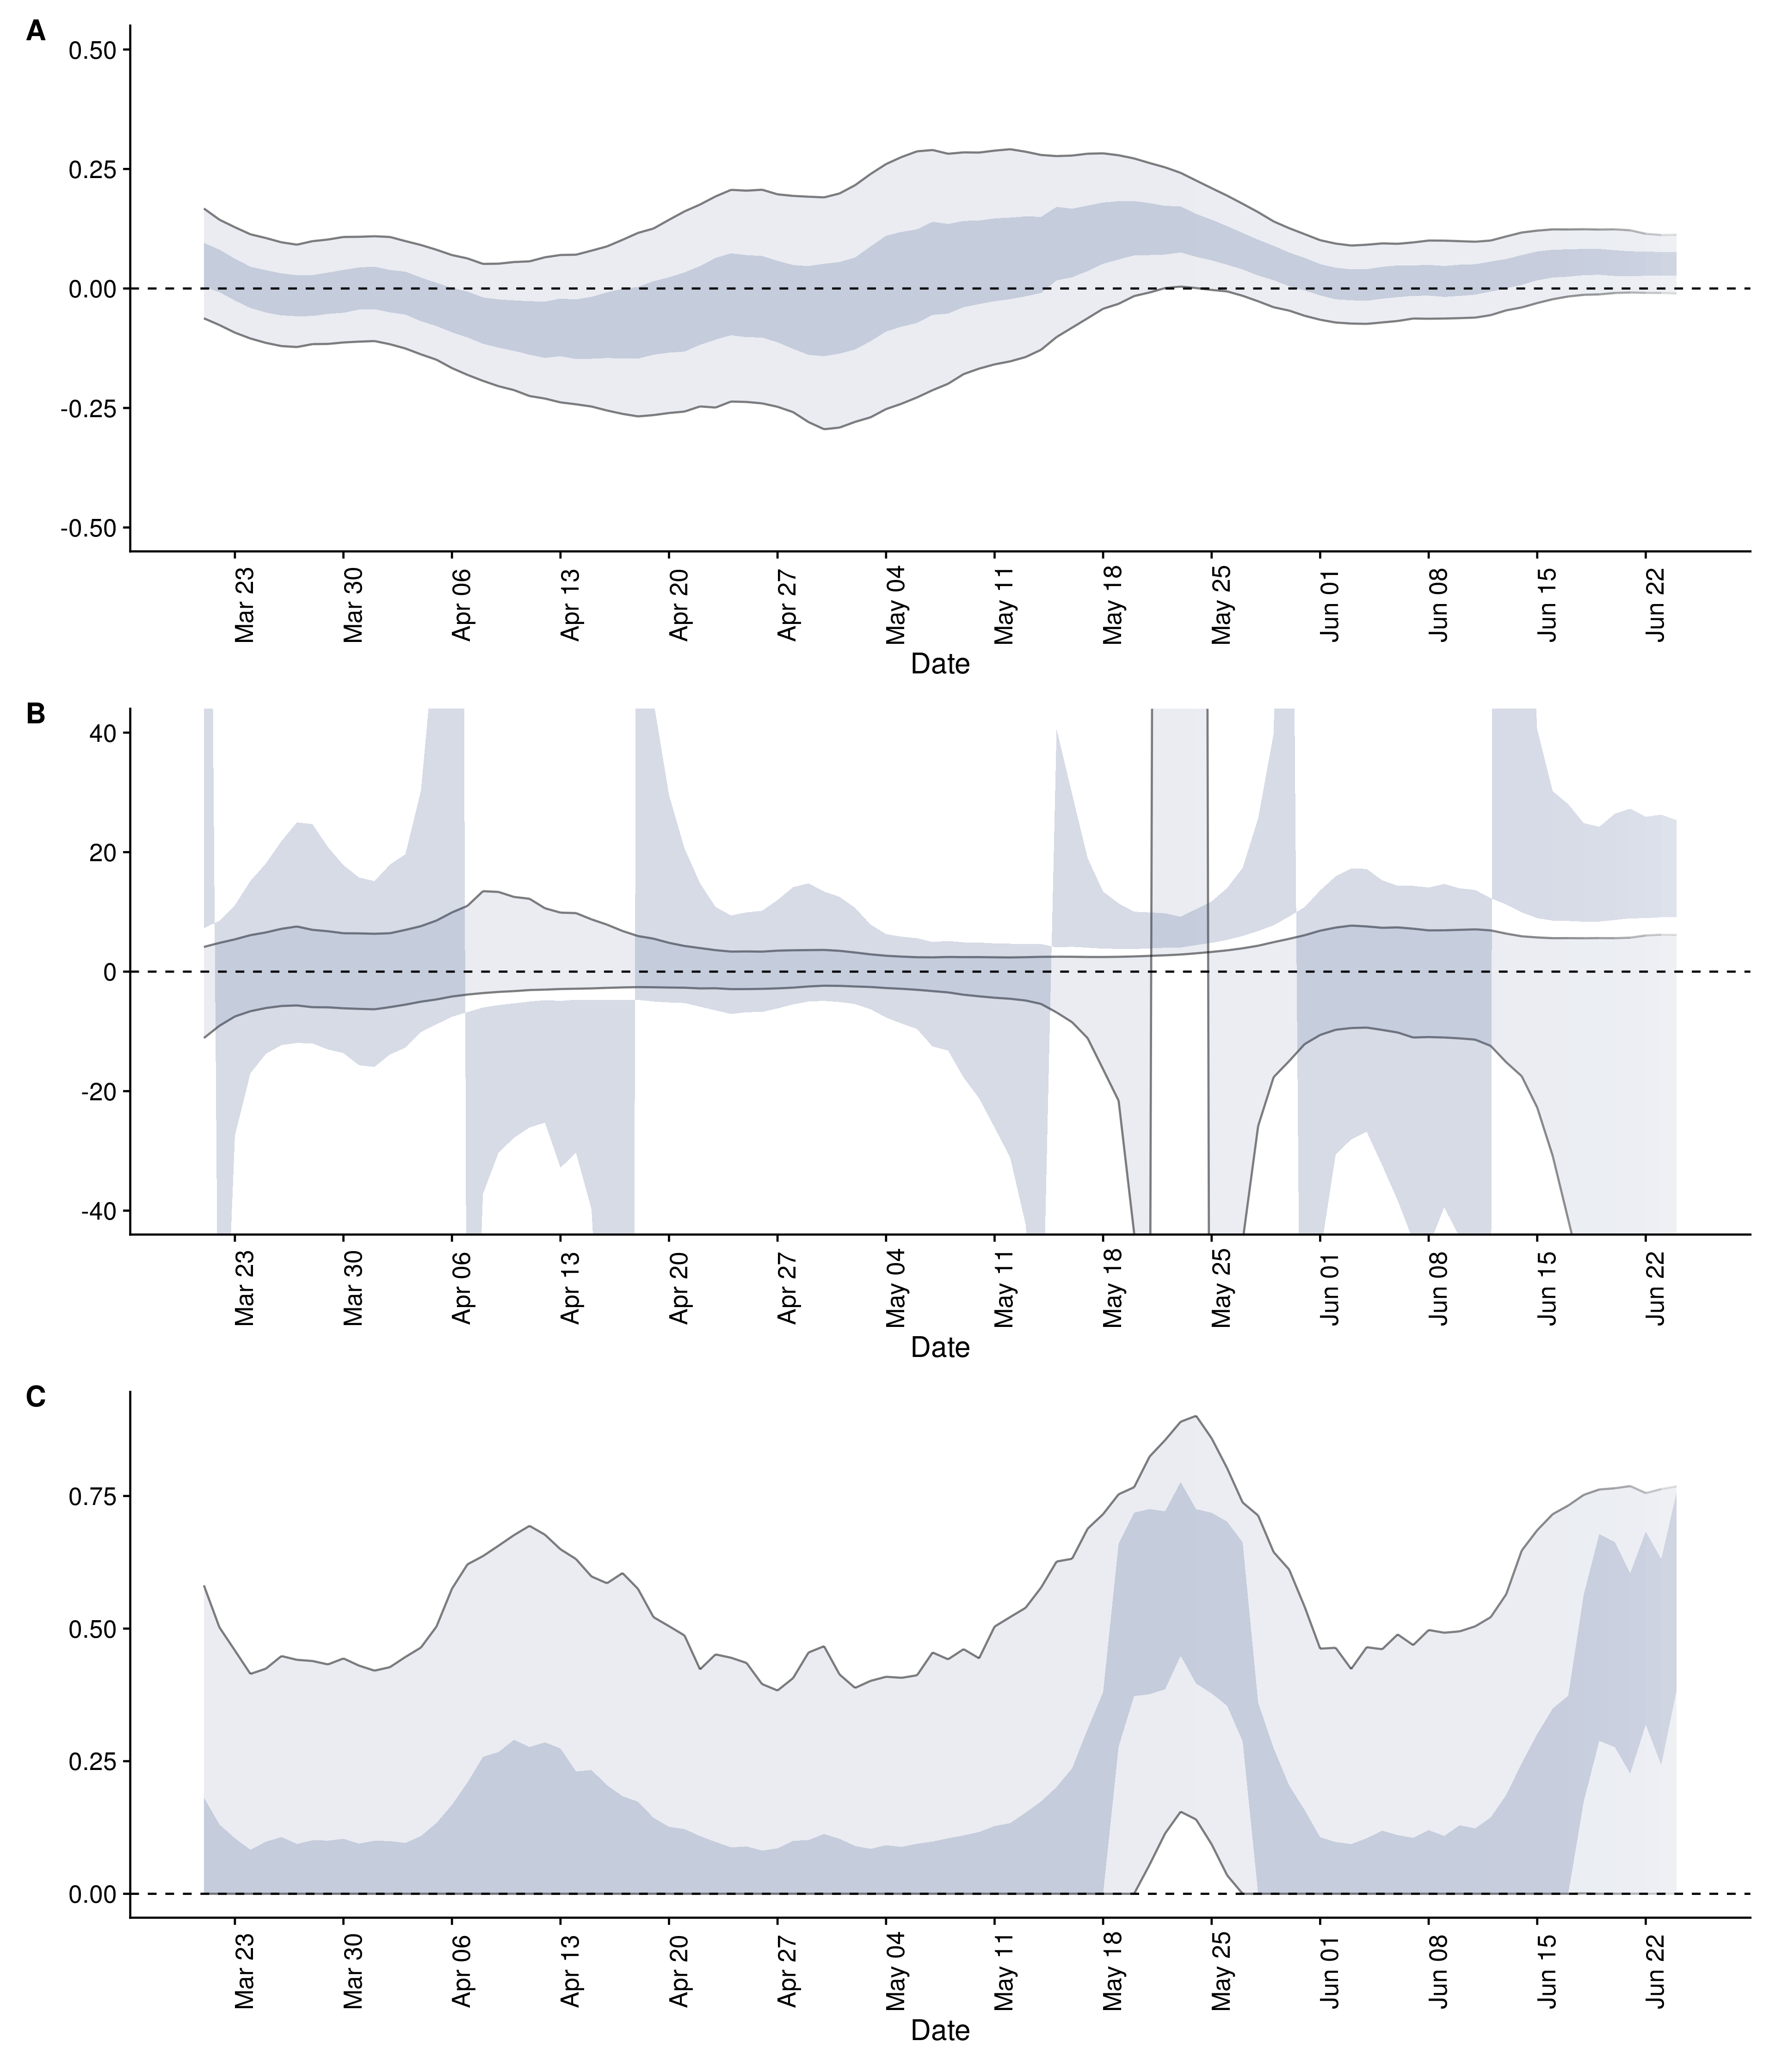 A
0.50
0.25
0.00
-0.25
-0.50
Mar 23
Mar 30
Apr 06
Apr 13
Apr 20
Apr 27
May 04
May 11
May 18
May 25
Jun 01
Jun 08
Jun 15
Jun 22
Date
B
40
20
0
-20
-40
Mar 23
Mar 30
Apr 06
Apr 13
Apr 20
Apr 27
May 04
May 11
May 18
May 25
Jun 01
Jun 08
Jun 15
Jun 22
Date
C
0.75
0.50
0.25
0.00
Mar 23
Mar 30
Apr 06
Apr 13
Apr 20
Apr 27
May 04
May 11
May 18
May 25
Jun 01
Jun 08
Jun 15
Jun 22
Date